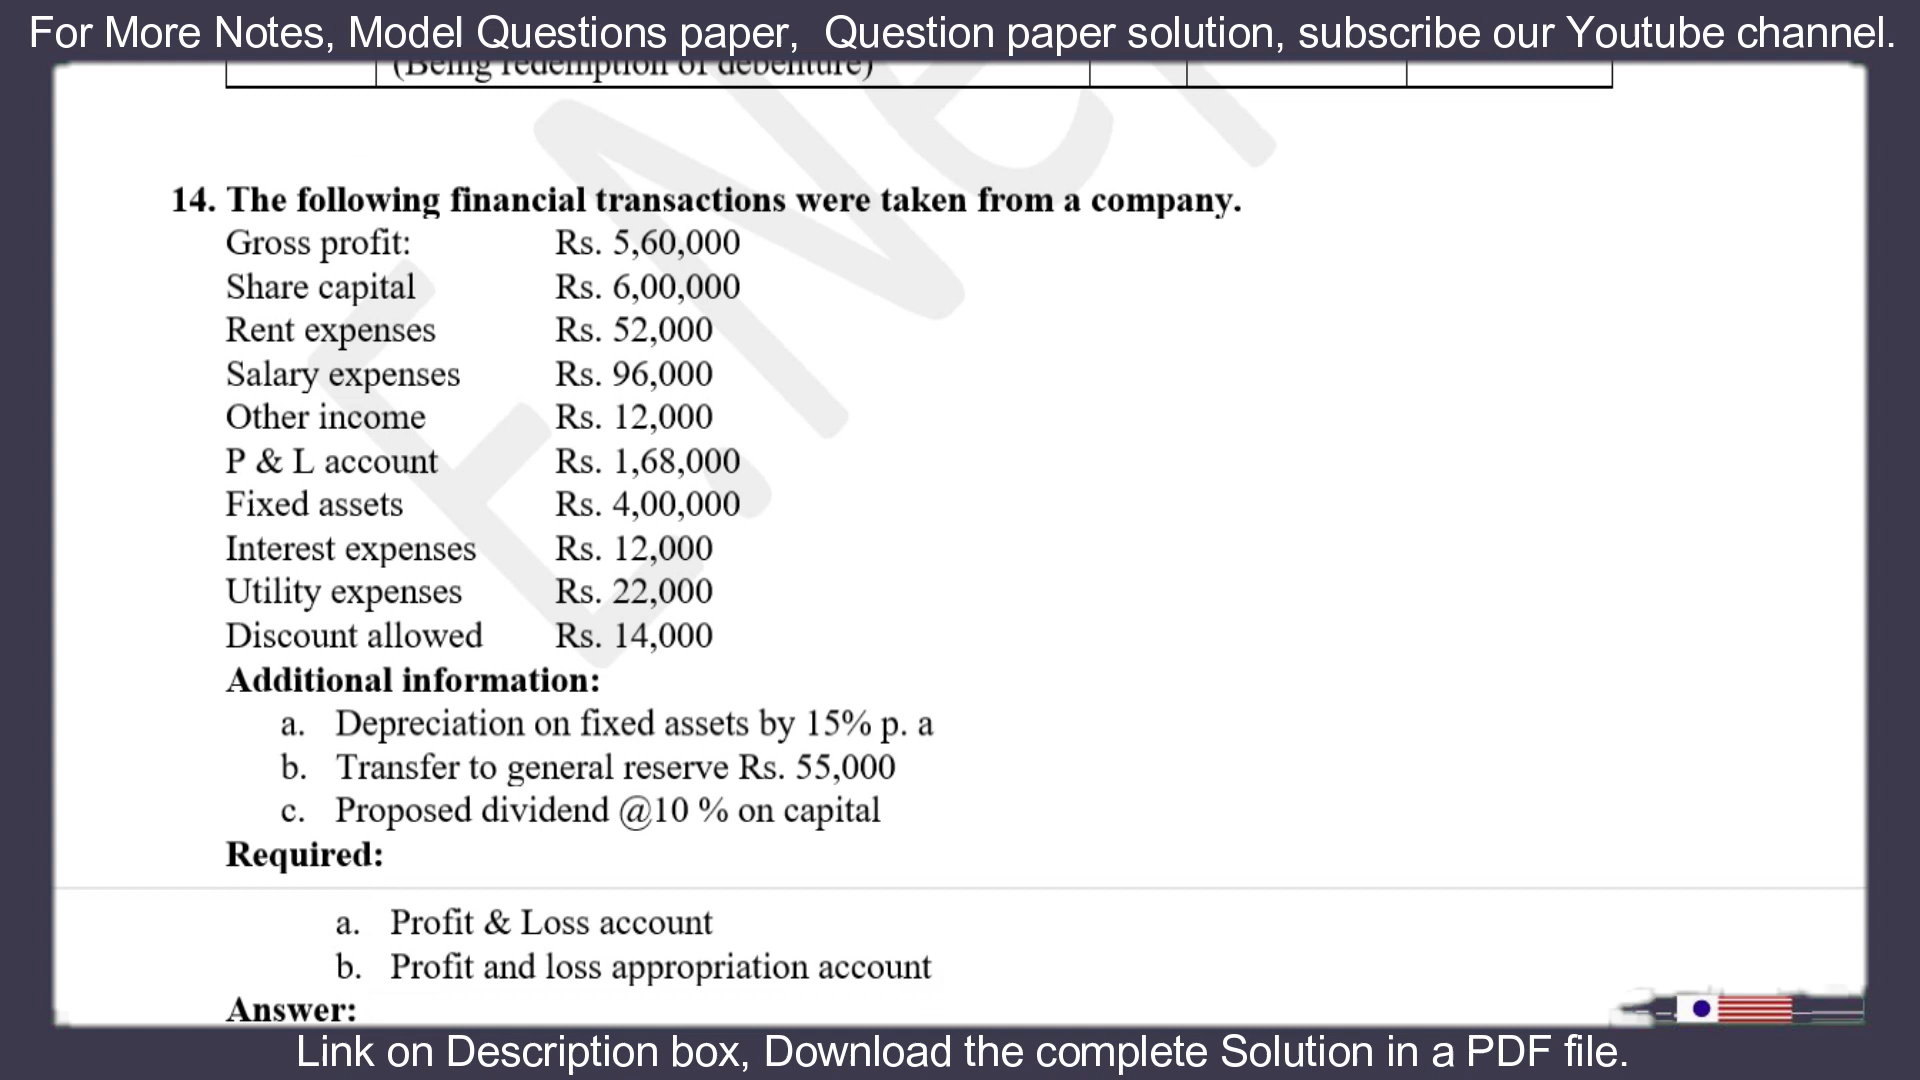 For More Notes, Model Questions paper, Question paper solution, subscribe our Youtube channel.
(Being redemption of debenture)
14. The following financial transactions were taken from a company.
Gross profit: Rs. 5,60,000
Share capital Rs. 6,00,000
Rent expenses Rs. 52,000
Salary expenses Rs. 96,000
Other income Rs. 12,000
P & L account Rs. 1,68,000
Fixed assets Rs. 4,00,000
Interest expenses Rs. 12,000
Utility expenses Rs. 22,000
Discount allowed Rs. 14,000
Additional information:
a. Depreciation on fixed assets by 15% p. a
b. Transfer to general reserve Rs. 55,000
c. Proposed dividend @10 % on capital
Required:
a. Profit & Loss account
b. Profit and loss appropriation account
Answer:
Link on Description box, Download the complete Solution in a PDF file.